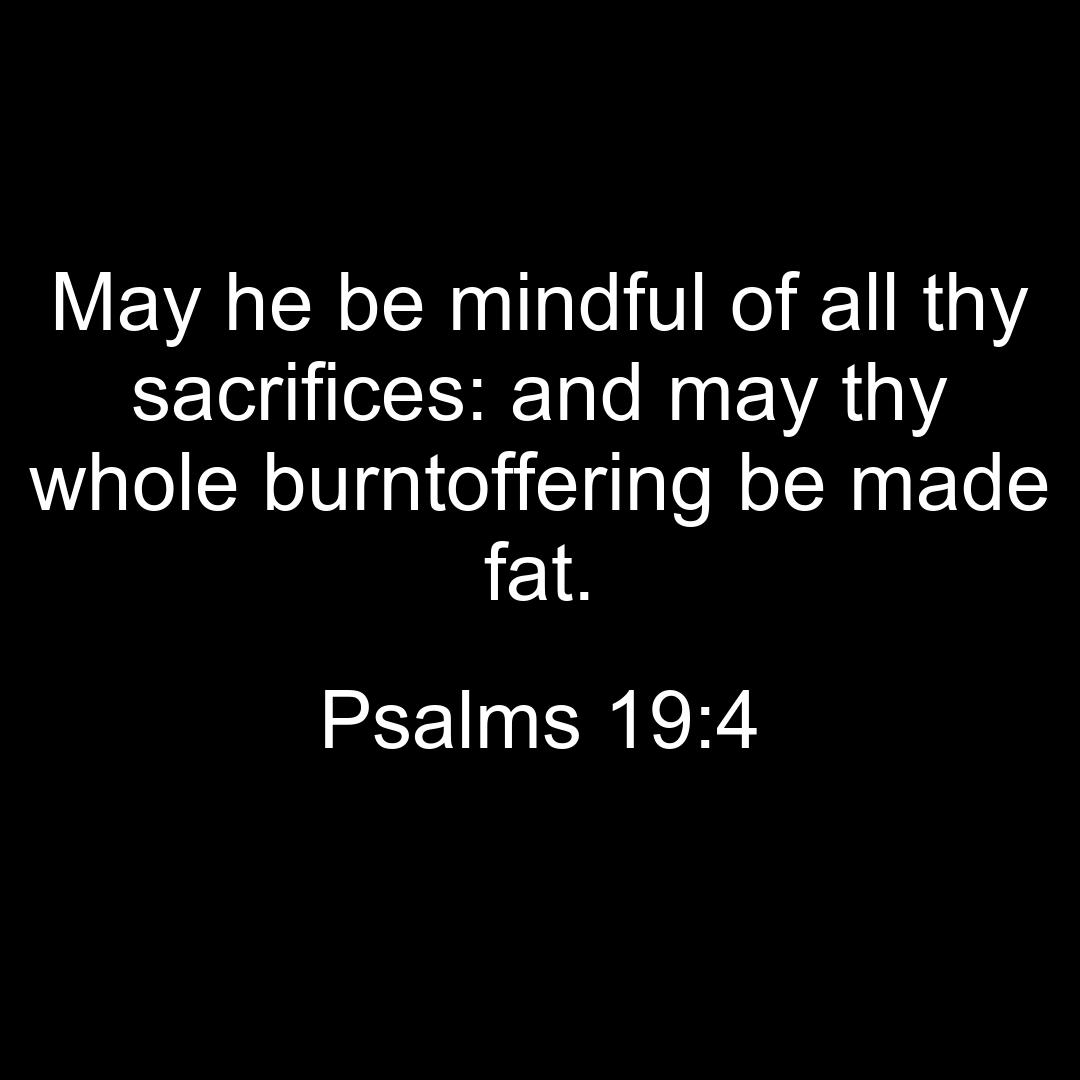 May he be mindful of all thy
sacrifices: and may thy
whole burntoffering be made
fat.
Psalms 19:4